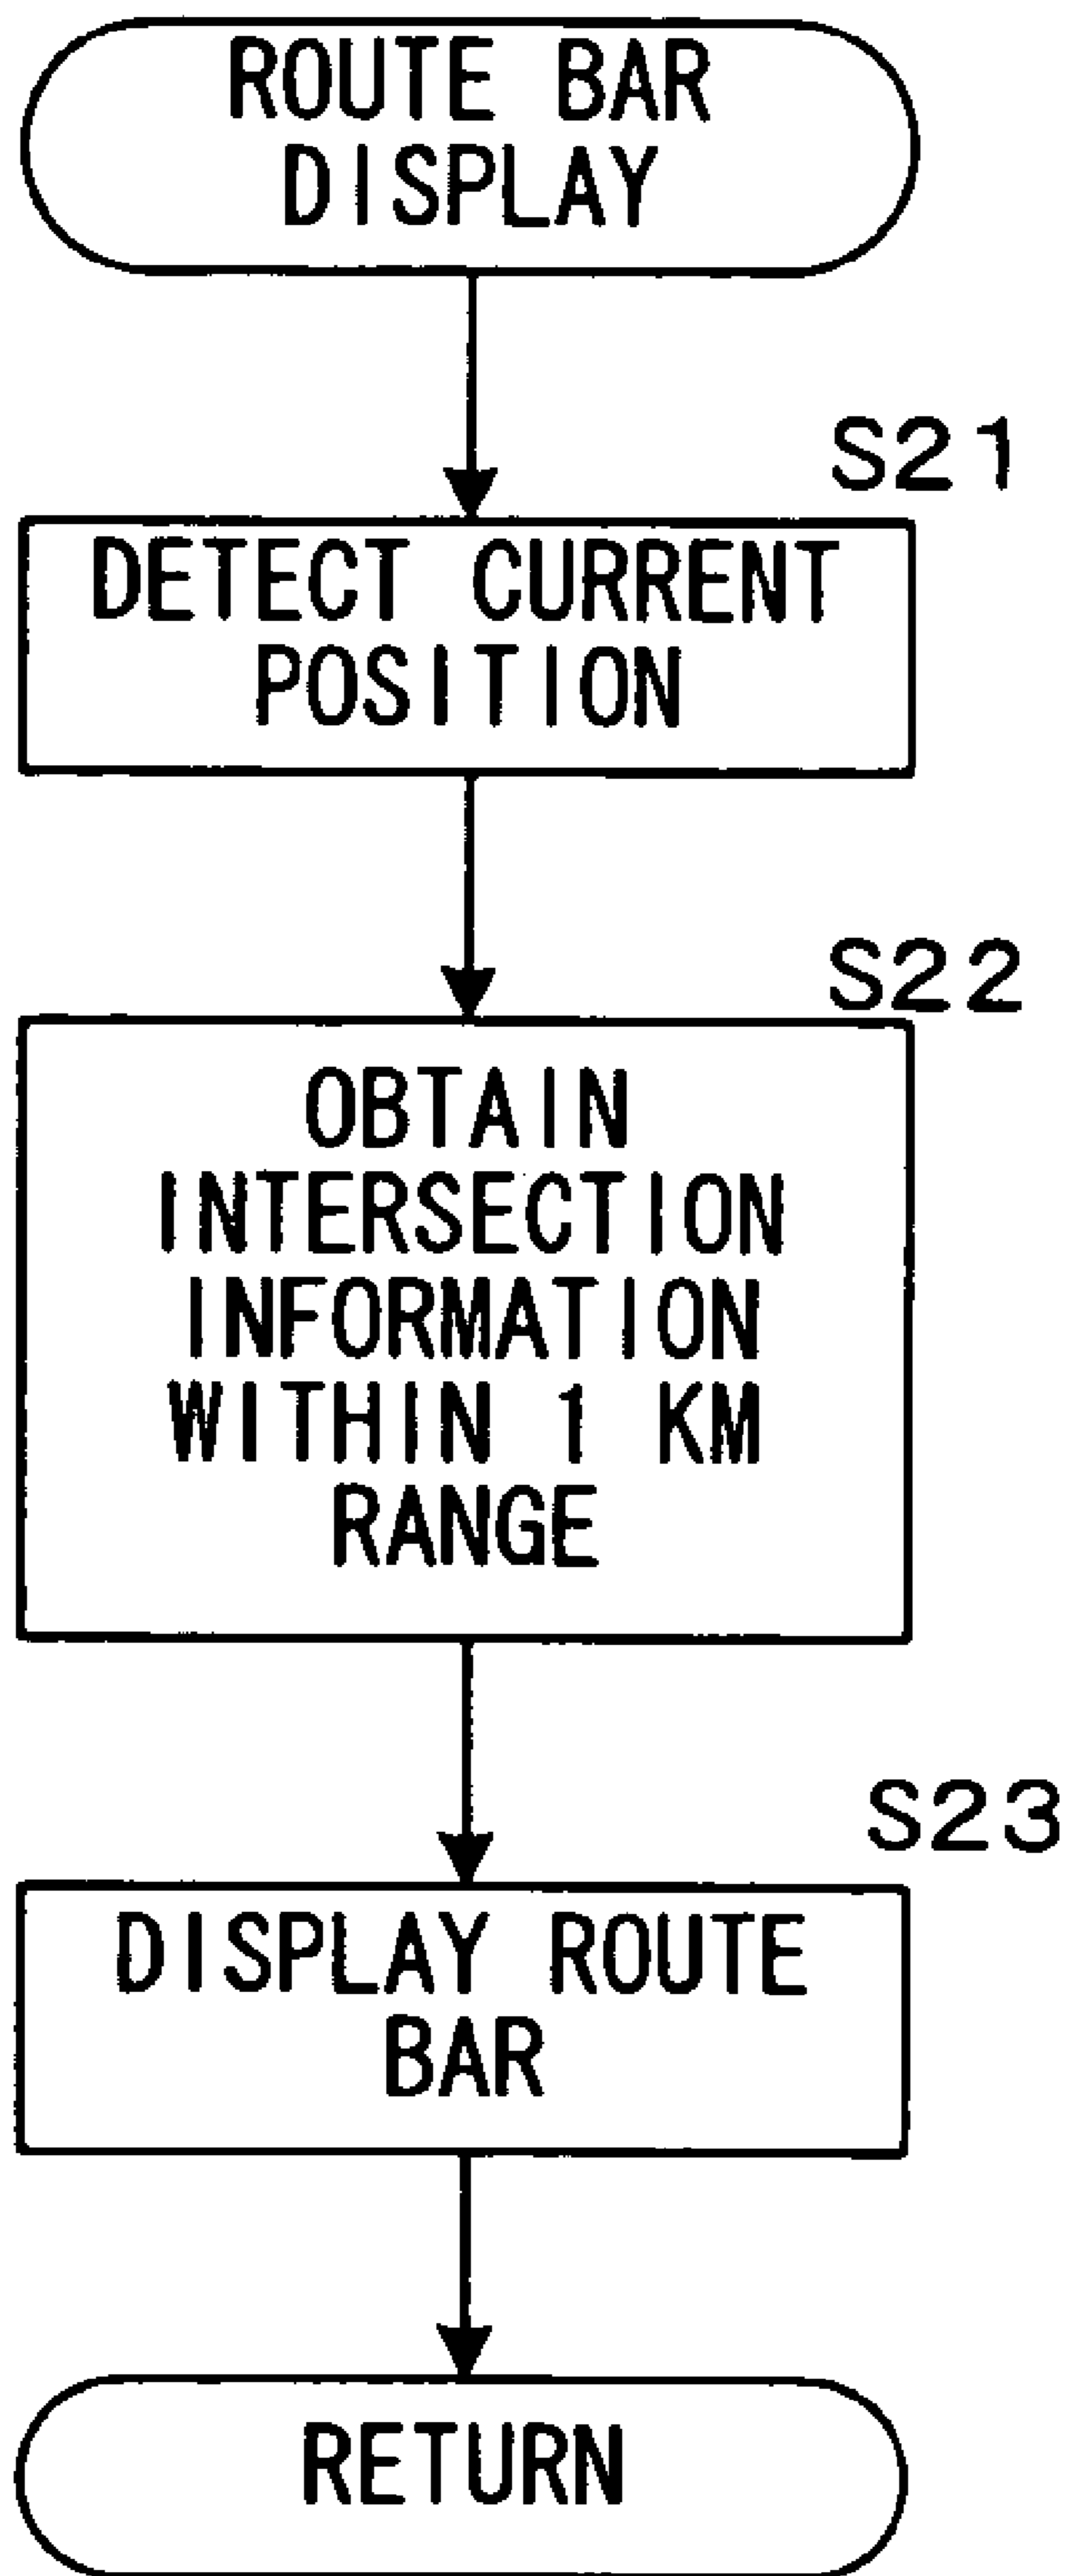 ROUTE BAR
DISPLAY
S21
DETECT CURRENT
POSITION
S22
OBTAIN
INTERSECTION
INFORMATION
WITHIN 1 KM
RANGE
S23
DISPLAY ROUTE
BAR
RETURN